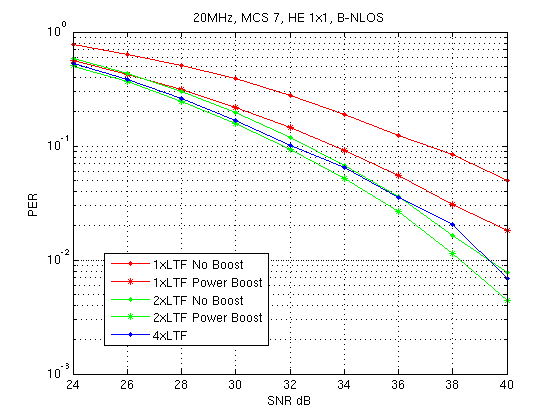 20MHz, MCS 7, HE 1x1, B-NLOS
10^0
10^-1
10^-2
10^-3
PER
1xLTF No Boost
1xLTF Power Boost
2xLTF No Boost
2xLTF Power Boost
4xLTF
24 26 28 30 32 34 36 38 40
SNR dB